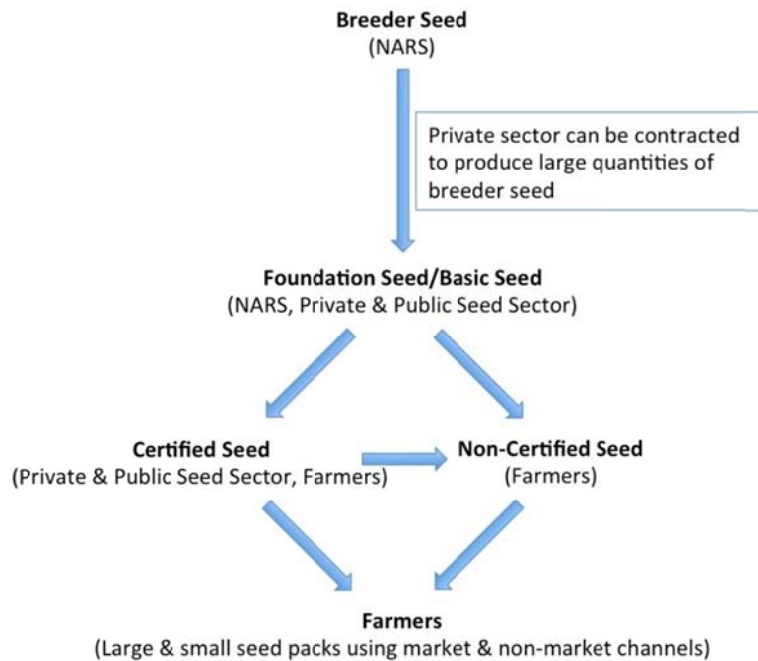 Breeder Seed
(NARS)
Private sector can be contracted
to produce large quantities of
breeder seed
Foundation Seed/Basic Seed
(NARS, Private & Public Seed Sector)
Certified Seed
(Private & Public Seed Sector, Farmers)
Non-Certified Seed
(Farmers)
Farmers
(Large & small seed packs using market & non-market channels)